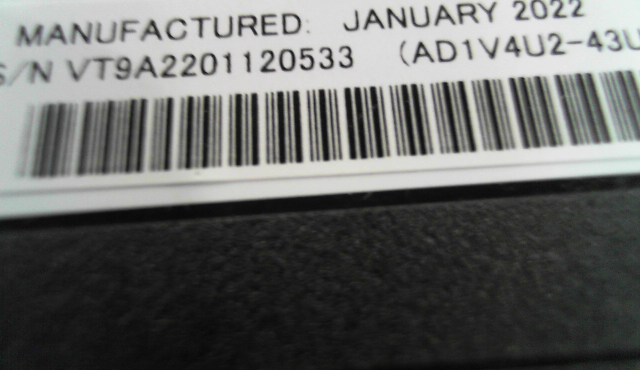 MANUFACTURED: JANUARY 2022
S/N VT9A2201120533 (AD1V4U2-43U